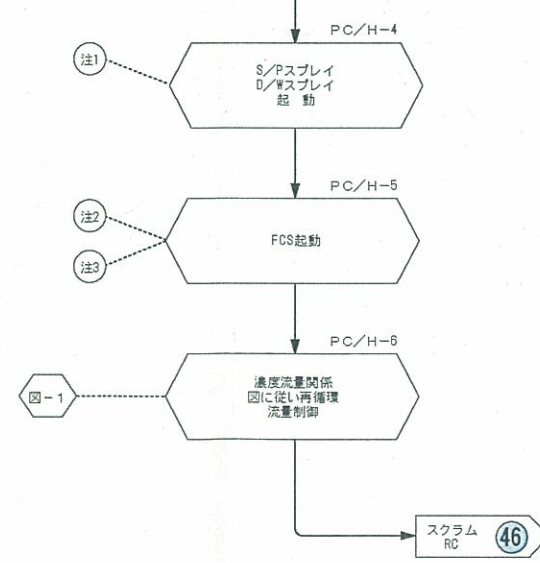 PC/H-4
注1
S/Pスプレイ
D/Wスプレイ
起 動
PC/H-5
注2
FCS起動
注3
PC/H-6
図-1
濃度流量関係
図に従い再循環
流量制御
スクラム
RC
46